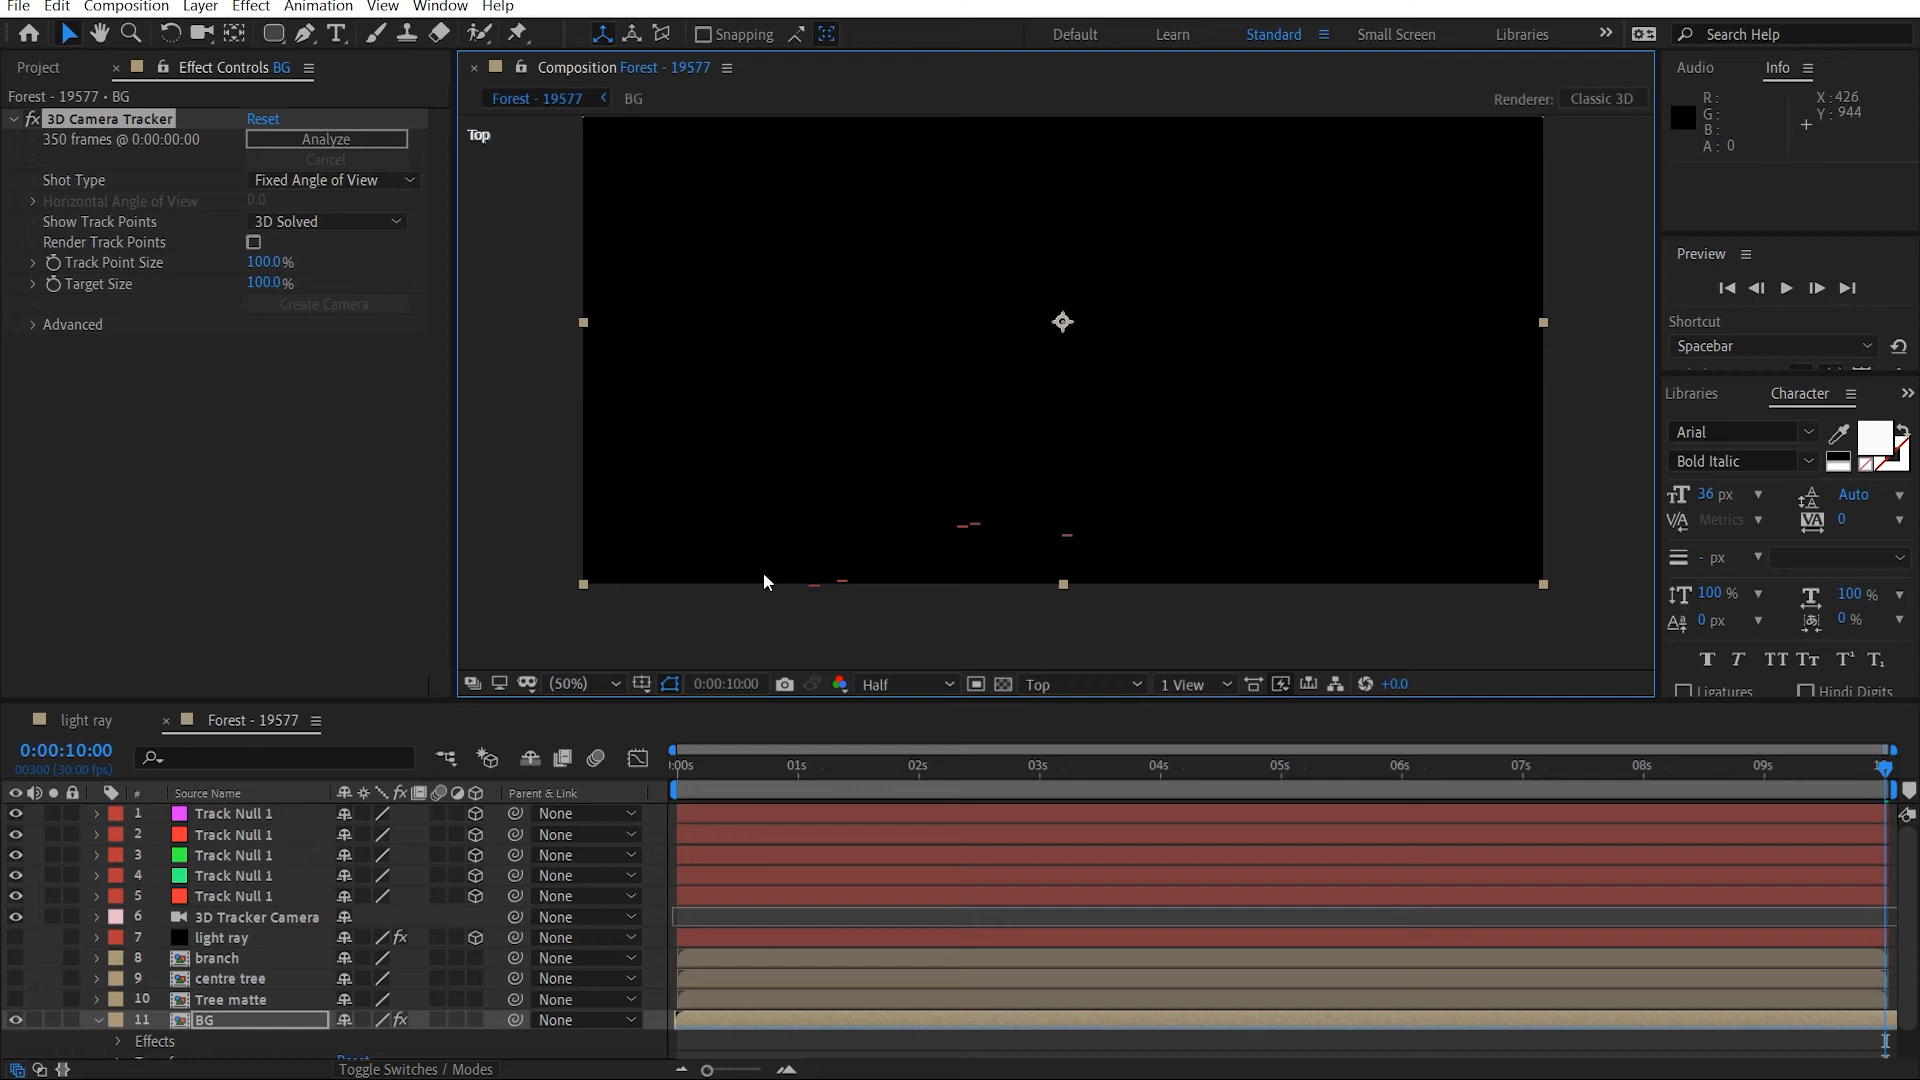 File Edit Composition Layer Effect Animation View Window Help
Snapping Default Learn Standard Small Screen Libraries Search Help
Project Effect Controls BG
Forest - 19577 • BG
fx 3D Camera Tracker Reset
350 frames @ 0:00:00:00 Analyze
Cancel
Shot Type Fixed Angle of View
Horizontal Angle of View 0.0
Show Track Points 3D Solved
Render Track Points
Track Point Size 100.0%
Target Size 100.0%
Create Camera
Advanced
Composition Forest - 19577
Forest - 19577 BG Renderer: Classic 3D
Top
(50%) 0:00:10:00 Half Top 1 View +0.0
Audio Info
R: X: 426
G: Y: 944
B:
A: 0
Preview
Shortcut
Spacebar
Libraries Character
Arial
Bold Italic
36 px Auto
Metrics 0
- px
100 % 100 %
0 px 0 %
T T TT Tt T¹ T₁
Ligatures Hindi Digits
light ray Forest - 19577
0:00:10:00
00300 (30.00 fps)
:00s 01s 02s 03s 04s 05s 06s 07s 08s 09s
# Source Name fx Parent & Link
1 Track Null 1 None
2 Track Null 1 None
3 Track Null 1 None
4 Track Null 1 None
5 Track Null 1 None
6 3D Tracker Camera None
7 light ray fx None
8 branch None
9 centre tree None
10 Tree matte None
11 BG fx None
Effects
Toggle Switches / Modes